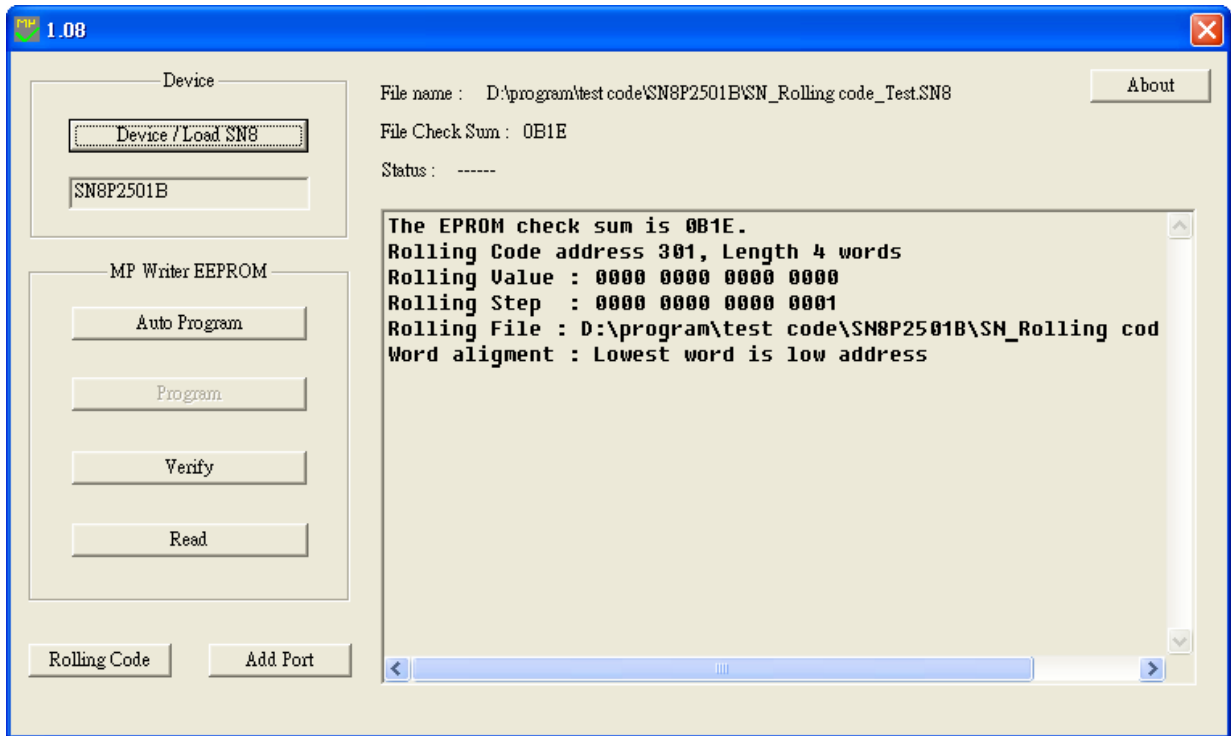 MP 1.08
Device
Device / Load SN8
SN8P2501B
MP Writer EEPROM
Auto Program
Program
Verify
Read
Rolling Code
Add Port
File name : D:\program\test code\SN8P2501B\SN_Rolling code_Test.SN8
About
File Check Sum : 0B1E
Status : ------
The EPROM check sum is 0B1E.
Rolling Code address 301, Length 4 words
Rolling Value : 0000 0000 0000 0000
Rolling Step : 0000 0000 0000 0001
Rolling File : D:\program\test code\SN8P2501B\SN_Rolling cod
Word aligment : Lowest word is low address